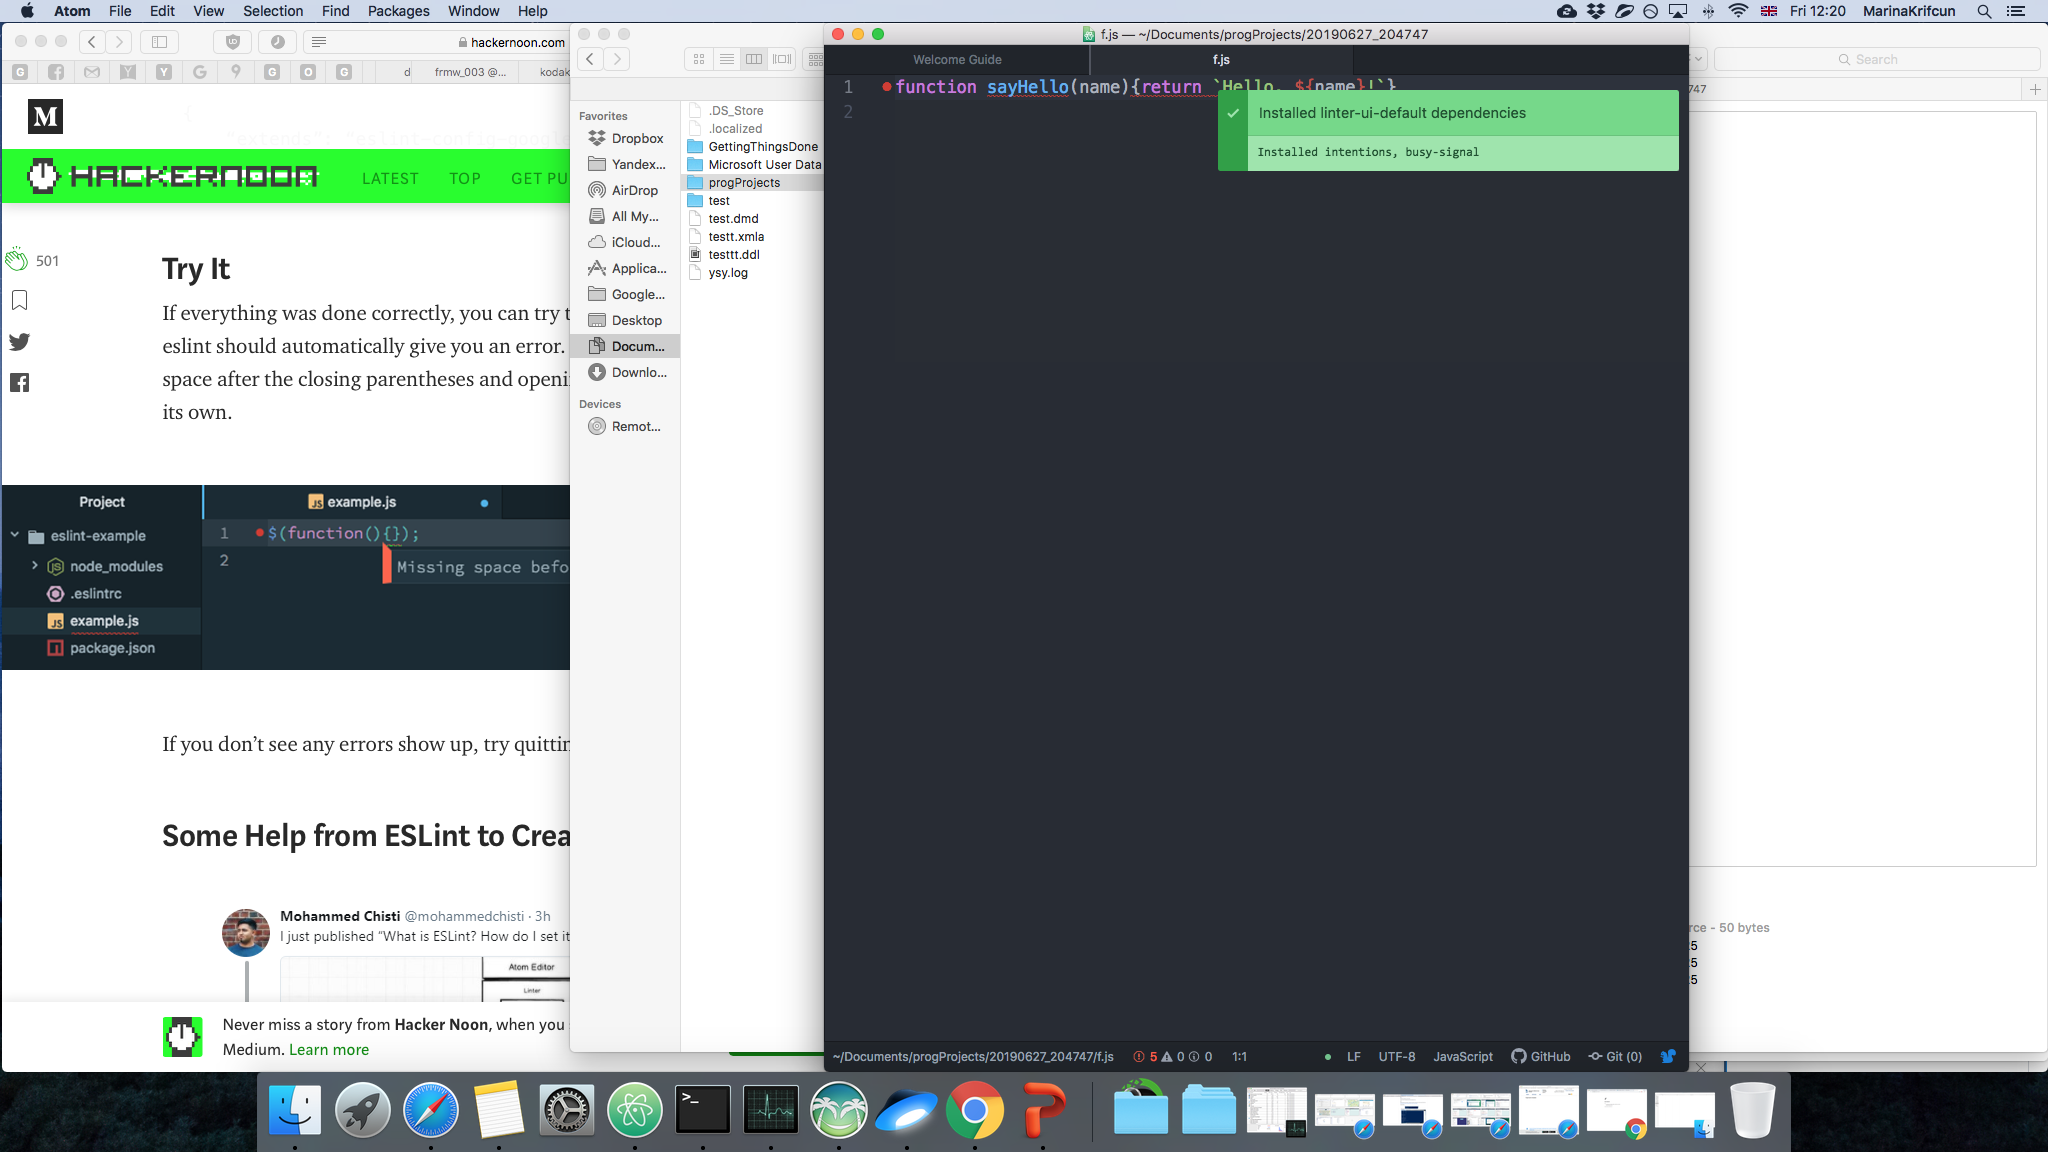 Atom File Edit View Selection Find Packages Window Help
Fri 12:20 MarinaKrifcun
hackernoon.com
frmw_003 @... kodak
M
"extends": "eslint-config-googl
HACKERNOON
LATEST TOP GET PU
501
Try It
If everything was done correctly, you can try t
eslint should automatically give you an error.
space after the closing parentheses and openi
its own.
Project
example.js
eslint-example
node_modules
.eslintrc
example.js
package.json
1 $(function(){});
2
Missing space befo
If you don’t see any errors show up, try quittin
Some Help from ESLint to Crea
Mohammed Chisti @mohammedchisti · 3h
I just published “What is ESLint? How do I set it
Atom Editor
Linter
Never miss a story from Hacker Noon, when you
Medium. Learn more
Favorites
Dropbox
Yandex...
AirDrop
All My...
iCloud...
Applica...
Google...
Desktop
Docum...
Downlo...
Devices
Remot...
.DS_Store
.localized
GettingThingsDone
Microsoft User Data
progProjects
test
test.dmd
testt.xmla
testtt.ddl
ysy.log
f.js — ~/Documents/progProjects/20190627_204747
Welcome Guide
f.js
1 function sayHello(name){return `Hello, ${name}!`}
2
Installed linter-ui-default dependencies
Installed intentions, busy-signal
~/Documents/progProjects/20190627_204747/f.js 5 0 0 1:1
LF UTF-8 JavaScript GitHub Git (0)
Search
747
rce - 50 bytes
5
5
5